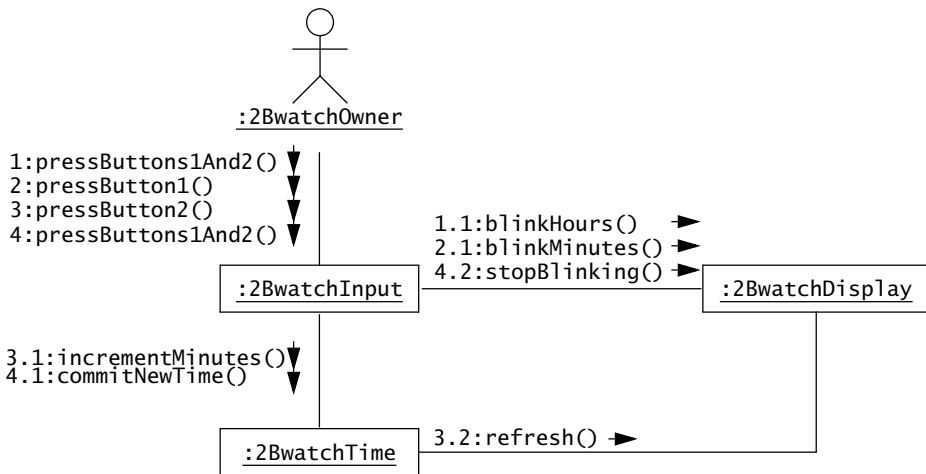 :2BwatchOwner
1:pressButtons1And2()
2:pressButton1()
3:pressButton2()
4:pressButtons1And2()
1.1:blinkHours()
2.1:blinkMinutes()
4.2:stopBlinking()
:2BwatchInput
:2BwatchDisplay
3.1:incrementMinutes()
4.1:commitNewTime()
3.2:refresh()
:2BwatchTime